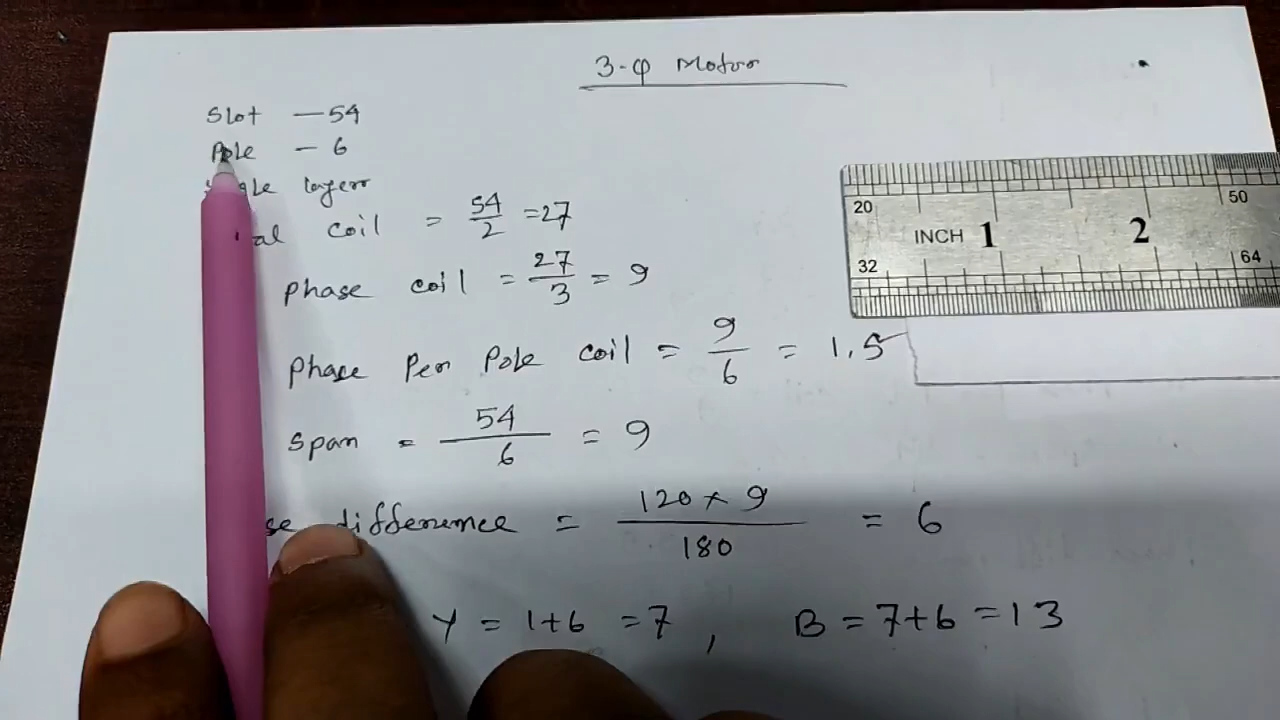 3-φ Motor
Slot — 54
Pole — 6
layer
coil = 54/2 = 27
phase coil = 27/3 = 9
phase Per Pole coil = 9/6 = 1.5
span = 54/6 = 9
difference = 120 × 9/180 = 6
Y = 1+6 = 7, B = 7+6 = 13
20 INCH 1 2 50
32 64